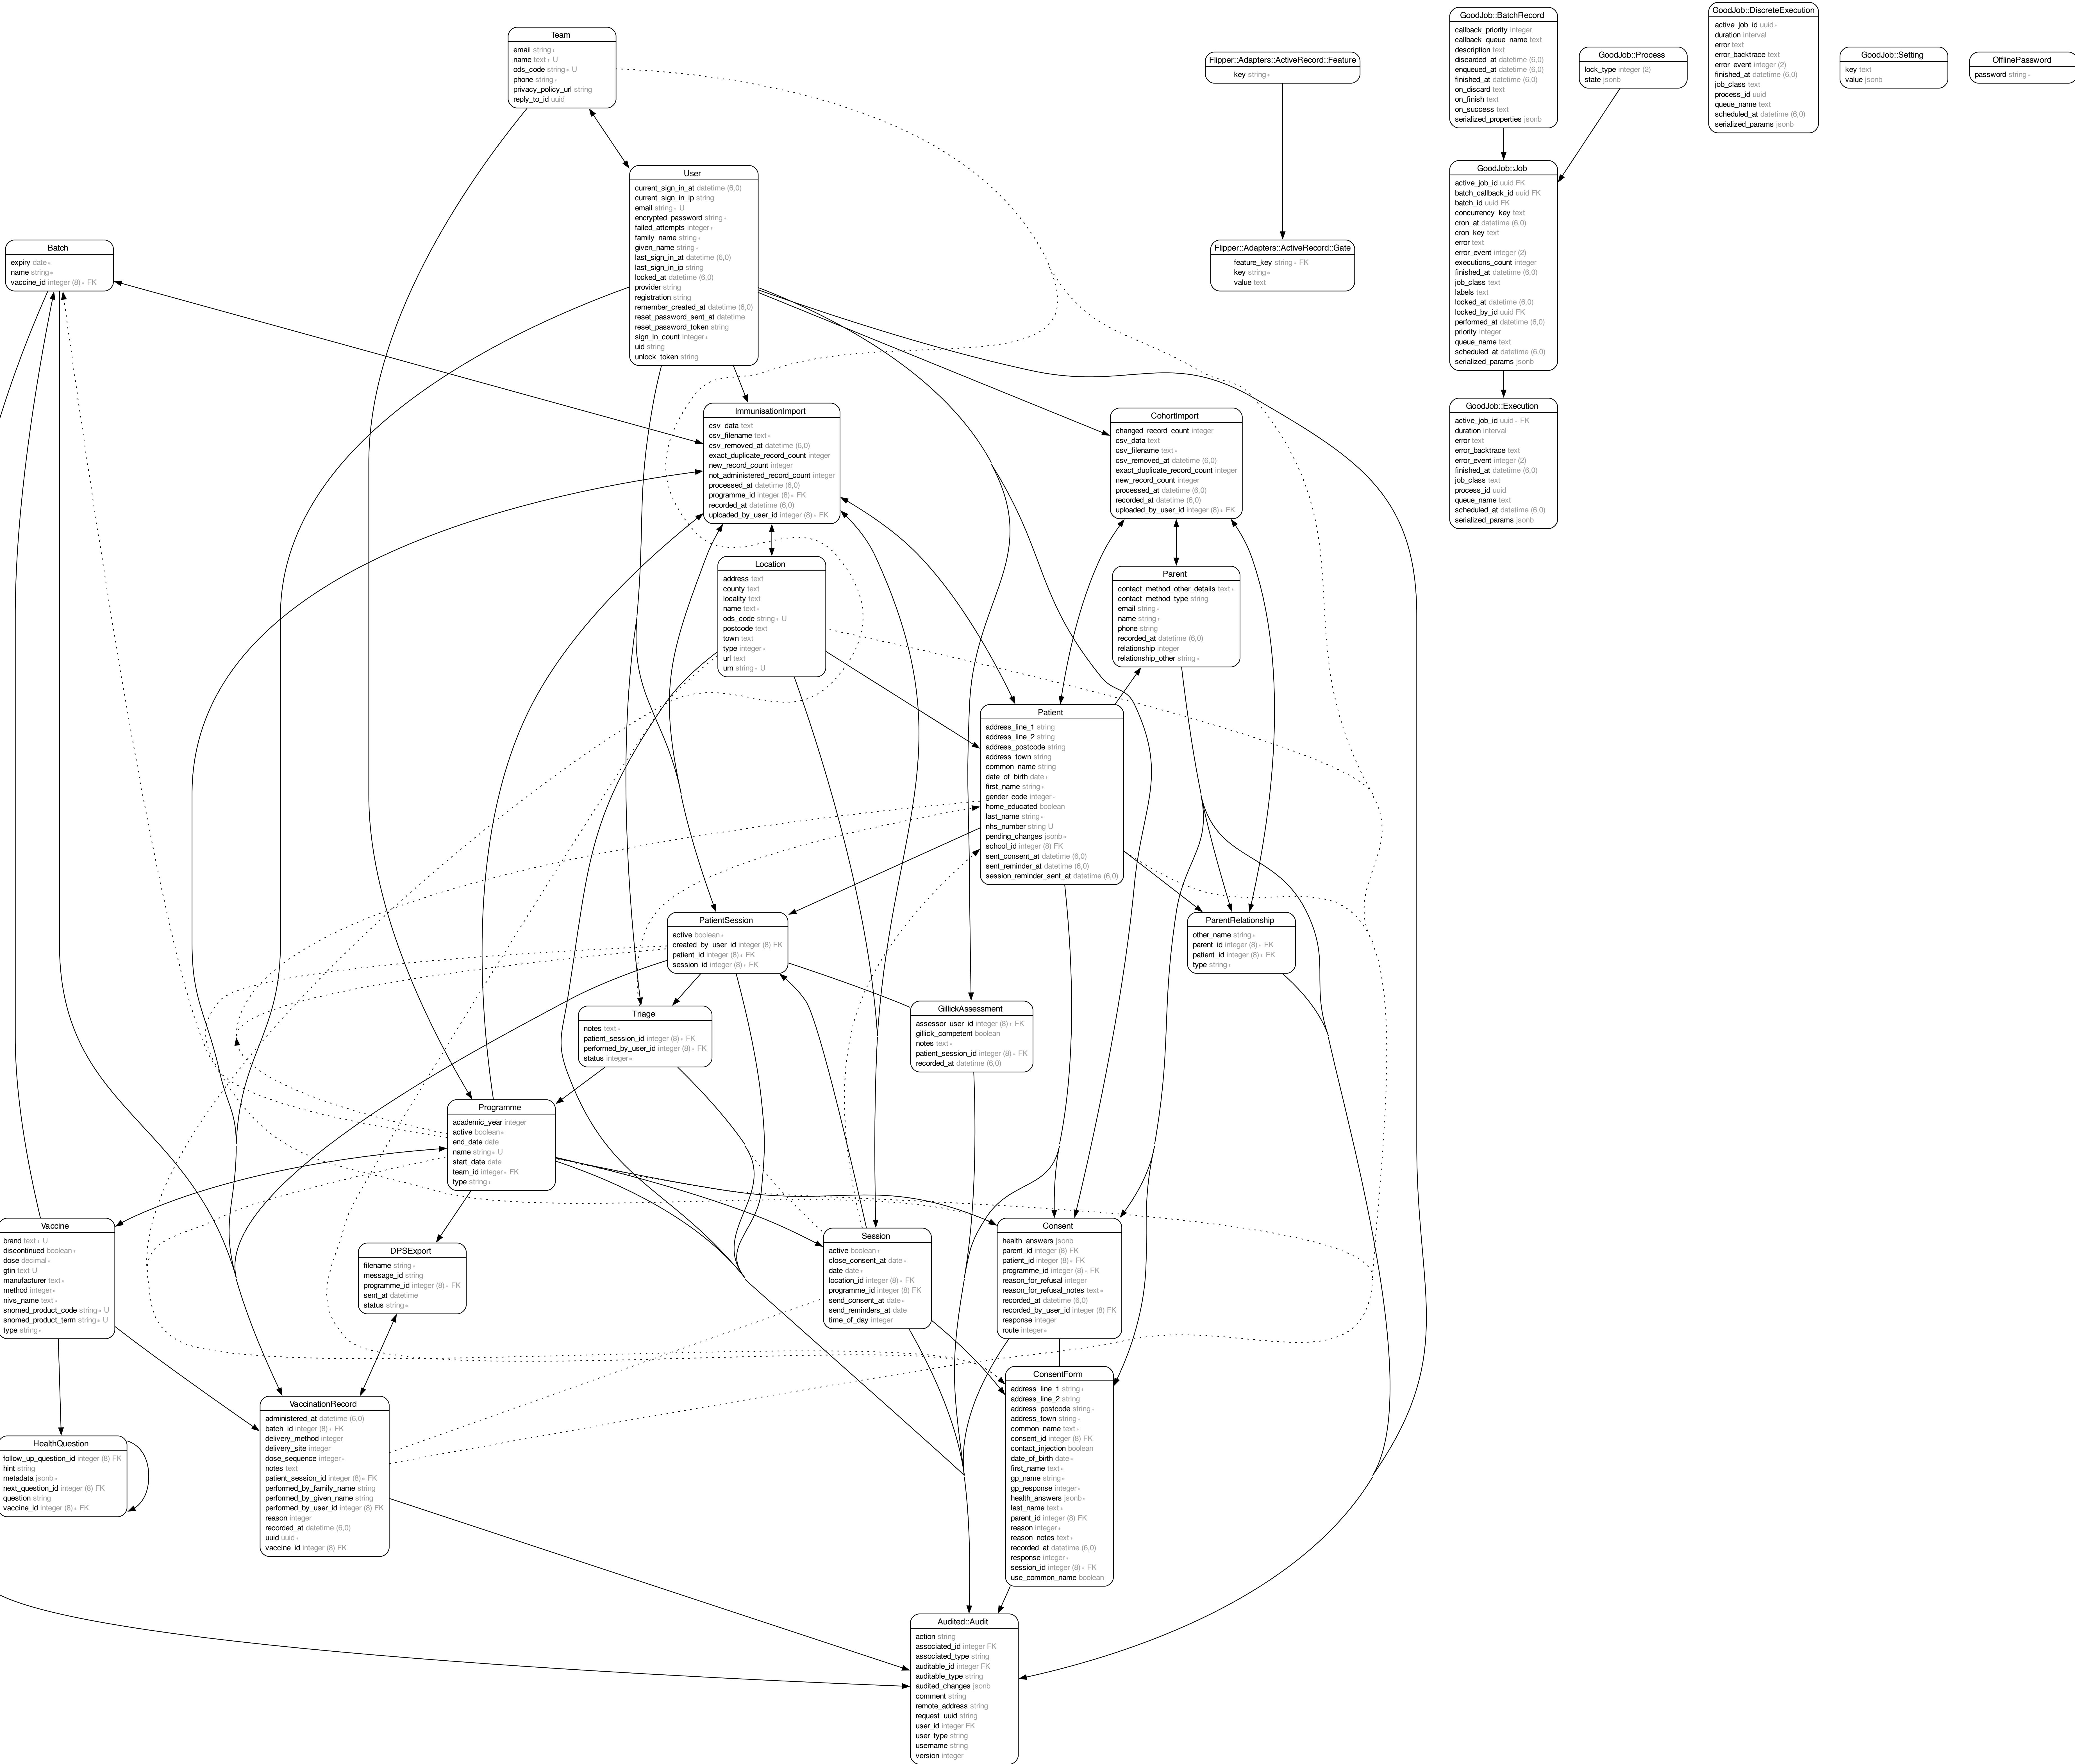 Team
email string ∗
name text ∗ U
ods_code string ∗ U
phone string ∗
privacy_policy_url string
reply_to_id uuid
Flipper::Adapters::ActiveRecord::Feature
key string ∗
GoodJob::BatchRecord
callback_priority integer
callback_queue_name text
description text
discarded_at datetime (6,0)
enqueued_at datetime (6,0)
finished_at datetime (6,0)
on_discard text
on_finish text
on_success text
serialized_properties jsonb
GoodJob::Process
lock_type integer (2)
state jsonb
GoodJob::DiscreteExecution
active_job_id uuid ∗
duration interval
error text
error_backtrace text
error_event integer (2)
finished_at datetime (6,0)
job_class text
process_id uuid
queue_name text
scheduled_at datetime (6,0)
serialized_params jsonb
GoodJob::Setting
key text
value jsonb
OfflinePassword
password string ∗
User
current_sign_in_at datetime (6,0)
current_sign_in_ip string
email string ∗ U
encrypted_password string ∗
failed_attempts integer ∗
family_name string ∗
given_name string ∗
last_sign_in_at datetime (6,0)
last_sign_in_ip string
locked_at datetime (6,0)
provider string
registration string
remember_created_at datetime (6,0)
reset_password_sent_at datetime
reset_password_token string
sign_in_count integer ∗
uid string
unlock_token string
GoodJob::Job
active_job_id uuid FK
batch_callback_id uuid FK
batch_id uuid FK
concurrency_key text
cron_at datetime (6,0)
cron_key text
error text
error_event integer (2)
executions_count integer
finished_at datetime (6,0)
job_class text
labels text
locked_at datetime (6,0)
locked_by_id uuid FK
performed_at datetime (6,0)
priority integer
queue_name text
scheduled_at datetime (6,0)
serialized_params jsonb
Batch
expiry date ∗
name string ∗
vaccine_id integer (8) ∗ FK
Flipper::Adapters::ActiveRecord::Gate
feature_key string ∗ FK
key string ∗
value text
GoodJob::Execution
active_job_id uuid ∗ FK
duration interval
error text
error_backtrace text
error_event integer (2)
finished_at datetime (6,0)
job_class text
process_id uuid
queue_name text
scheduled_at datetime (6,0)
serialized_params jsonb
ImmunisationImport
csv_data text
csv_filename text ∗
csv_removed_at datetime (6,0)
exact_duplicate_record_count integer
new_record_count integer
not_administered_record_count integer
processed_at datetime (6,0)
programme_id integer (8) ∗ FK
recorded_at datetime (6,0)
uploaded_by_user_id integer (8) ∗ FK
CohortImport
changed_record_count integer
csv_data text
csv_filename text ∗
csv_removed_at datetime (6,0)
exact_duplicate_record_count integer
new_record_count integer
processed_at datetime (6,0)
recorded_at datetime (6,0)
uploaded_by_user_id integer (8) ∗ FK
Location
address text
county text
locality text
name text ∗
ods_code string ∗ U
postcode text
town text
type integer ∗
url text
urn string ∗ U
Parent
contact_method_other_details text ∗
contact_method_type string
email string ∗
name string ∗
phone string
recorded_at datetime (6,0)
relationship integer
relationship_other string ∗
Patient
address_line_1 string
address_line_2 string
address_postcode string
address_town string
common_name string
date_of_birth date ∗
first_name string ∗
gender_code integer ∗
home_educated boolean
last_name string ∗
nhs_number string U
pending_changes jsonb ∗
school_id integer (8) FK
sent_consent_at datetime (6,0)
sent_reminder_at datetime (6,0)
session_reminder_sent_at datetime (6,0)
PatientSession
active boolean ∗
created_by_user_id integer (8) FK
patient_id integer (8) ∗ FK
session_id integer (8) ∗ FK
ParentRelationship
other_name string ∗
parent_id integer (8) ∗ FK
patient_id integer (8) ∗ FK
type string ∗
Triage
notes text ∗
patient_session_id integer (8) ∗ FK
performed_by_user_id integer (8) ∗ FK
status integer ∗
GillickAssessment
assessor_user_id integer (8) ∗ FK
gillick_competent boolean
notes text ∗
patient_session_id integer (8) ∗ FK
recorded_at datetime (6,0)
Programme
academic_year integer
active boolean ∗
end_date date
name string ∗ U
start_date date
team_id integer ∗ FK
type string ∗
Vaccine
brand text ∗ U
discontinued boolean ∗
dose decimal ∗
gtin text U
manufacturer text ∗
method integer ∗
nivs_name text ∗
snomed_product_code string ∗ U
snomed_product_term string ∗ U
type string ∗
DPSExport
filename string ∗
message_id string
programme_id integer (8) ∗ FK
sent_at datetime
status string ∗
Session
active boolean ∗
close_consent_at date ∗
date date ∗
location_id integer (8) ∗ FK
programme_id integer (8) FK
send_consent_at date ∗
send_reminders_at date
time_of_day integer
Consent
health_answers jsonb
parent_id integer (8) FK
patient_id integer (8) ∗ FK
programme_id integer (8) ∗ FK
reason_for_refusal integer
reason_for_refusal_notes text ∗
recorded_at datetime (6,0)
recorded_by_user_id integer (8) FK
response integer
route integer ∗
ConsentForm
address_line_1 string ∗
address_line_2 string
address_postcode string ∗
address_town string ∗
common_name text ∗
consent_id integer (8) FK
contact_injection boolean
date_of_birth date ∗
first_name text ∗
gp_name string ∗
gp_response integer ∗
health_answers jsonb ∗
last_name text ∗
parent_id integer (8) FK
reason integer ∗
reason_notes text ∗
recorded_at datetime (6,0)
response integer ∗
session_id integer (8) ∗ FK
use_common_name boolean
VaccinationRecord
administered_at datetime (6,0)
batch_id integer (8) ∗ FK
delivery_method integer
delivery_site integer
dose_sequence integer ∗
notes text
patient_session_id integer (8) ∗ FK
performed_by_family_name string
performed_by_given_name string
performed_by_user_id integer (8) FK
reason integer
recorded_at datetime (6,0)
uuid uuid ∗
vaccine_id integer (8) FK
HealthQuestion
follow_up_question_id integer (8) FK
hint string
metadata jsonb ∗
next_question_id integer (8) FK
question string
vaccine_id integer (8) ∗ FK
Audited::Audit
action string
associated_id integer FK
associated_type string
auditable_id integer FK
auditable_type string
audited_changes jsonb
comment string
remote_address string
request_uuid string
user_id integer FK
user_type string
username string
version integer